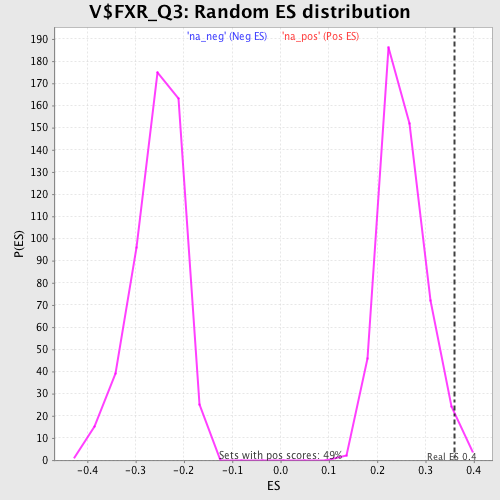 V$FXR_Q3: Random ES distribution
'na_neg' (Neg ES) 'na_pos' (Pos ES)
190
180
170
160
150
140
130
120
110
100
90
80
70
60
50
40
30
20
10
0
P(ES)
Sets with pos scores: 49%
Real ES 0.4
-0.4 -0.3 -0.2 -0.1 0.0 0.1 0.2 0.3 0.4
ES